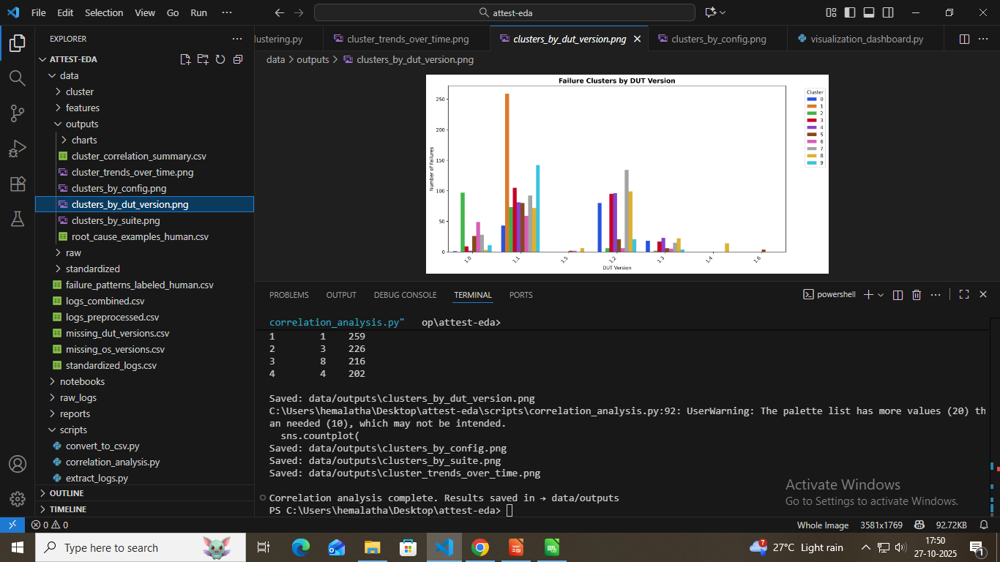 File Edit Selection View Go Run ··· attest-eda
EXPLORER
ATTEST-EDA
data
cluster
features
outputs
charts
cluster_correlation_summary.csv
cluster_trends_over_time.png
clusters_by_config.png
clusters_by_dut_version.png
clusters_by_suite.png
root_cause_examples_human.csv
raw
standardized
failure_patterns_labeled_human.csv
logs_combined.csv
logs_preprocessed.csv
missing_dut_versions.csv
missing_os_versions.csv
standardized_logs.csv
notebooks
raw_logs
reports
scripts
convert_to_csv.py
correlation_analysis.py
extract_logs.py
OUTLINE
TIMELINE
lustering.py cluster_trends_over_time.png clusters_by_dut_version.png clusters_by_config.png visualization_dashboard.py
data > outputs > clusters_by_dut_version.png
Failure Clusters by DUT Version
Number of Failures
250
200
150
100
50
0
1.0 1.1 1.5 1.2 1.3 1.4 1.6
DUT Version
Cluster
0
1
2
3
4
5
6
7
8
9
PROBLEMS OUTPUT DEBUG CONSOLE TERMINAL PORTS powershell
correlation_analysis.py" op\attest-eda>
1 1 259
2 3 226
3 8 216
4 4 202
Saved: data/outputs\clusters_by_dut_version.png
C:\Users\hemalatha\Desktop\attest-eda\scripts\correlation_analysis.py:92: UserWarning: The palette list has more values (20) th
an needed (10), which may not be intended.
sns.countplot(
Saved: data/outputs\clusters_by_config.png
Saved: data/outputs\clusters_by_suite.png
Saved: data/outputs\cluster_trends_over_time.png
Correlation analysis complete. Results saved in → data/outputs
PS C:\Users\hemalatha\Desktop\attest-eda>
Activate Windows
Go to Settings to activate Windows.
0 0 Whole Image 3581x1769 92.72KB
Type here to search 7 27°C Light rain 17:50
27-10-2025 1